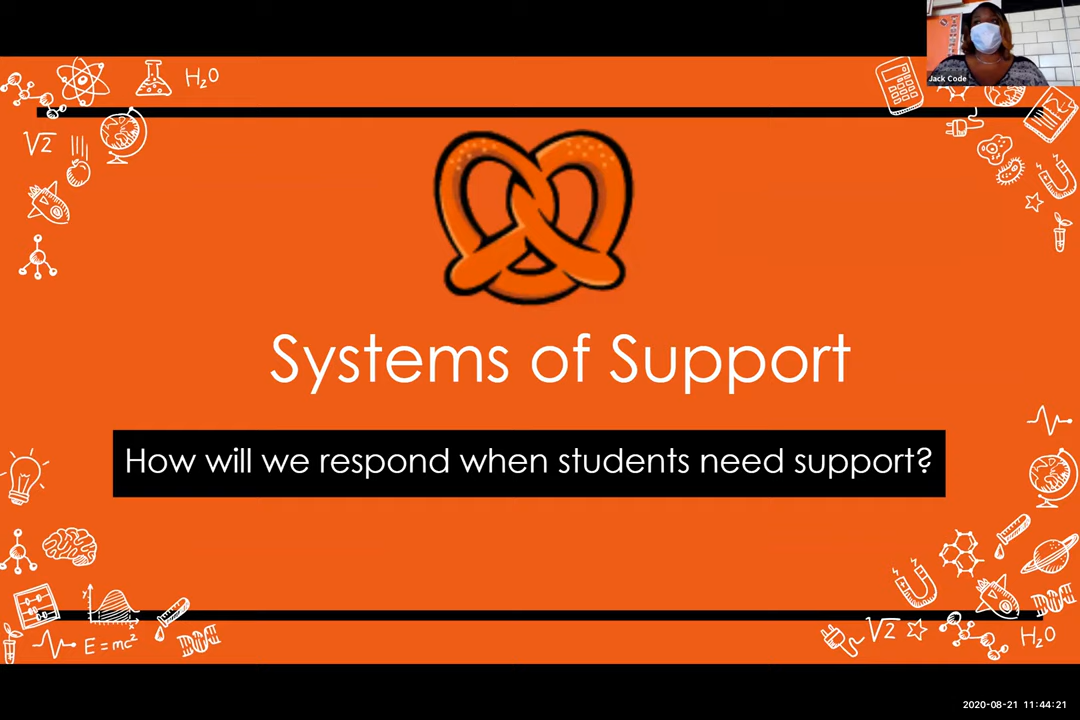 Jack Code
H₂O
√2
Systems of Support
How will we respond when students need support?
y
x
E=mc²
√2
H₂O
2020-08-21 11:44:21